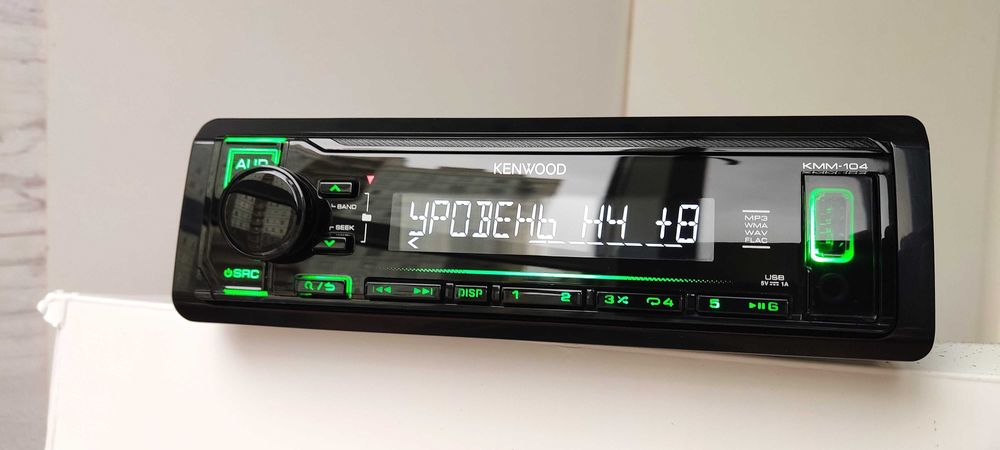 KENWOOD
KMM-104
AUD
BAND
SEEK
УРОВЕНЬ НЧ +8
MP3
WMA
WAV
FLAC
USB
5V 1A
SRC
DISP
1 2
3 4
5 6